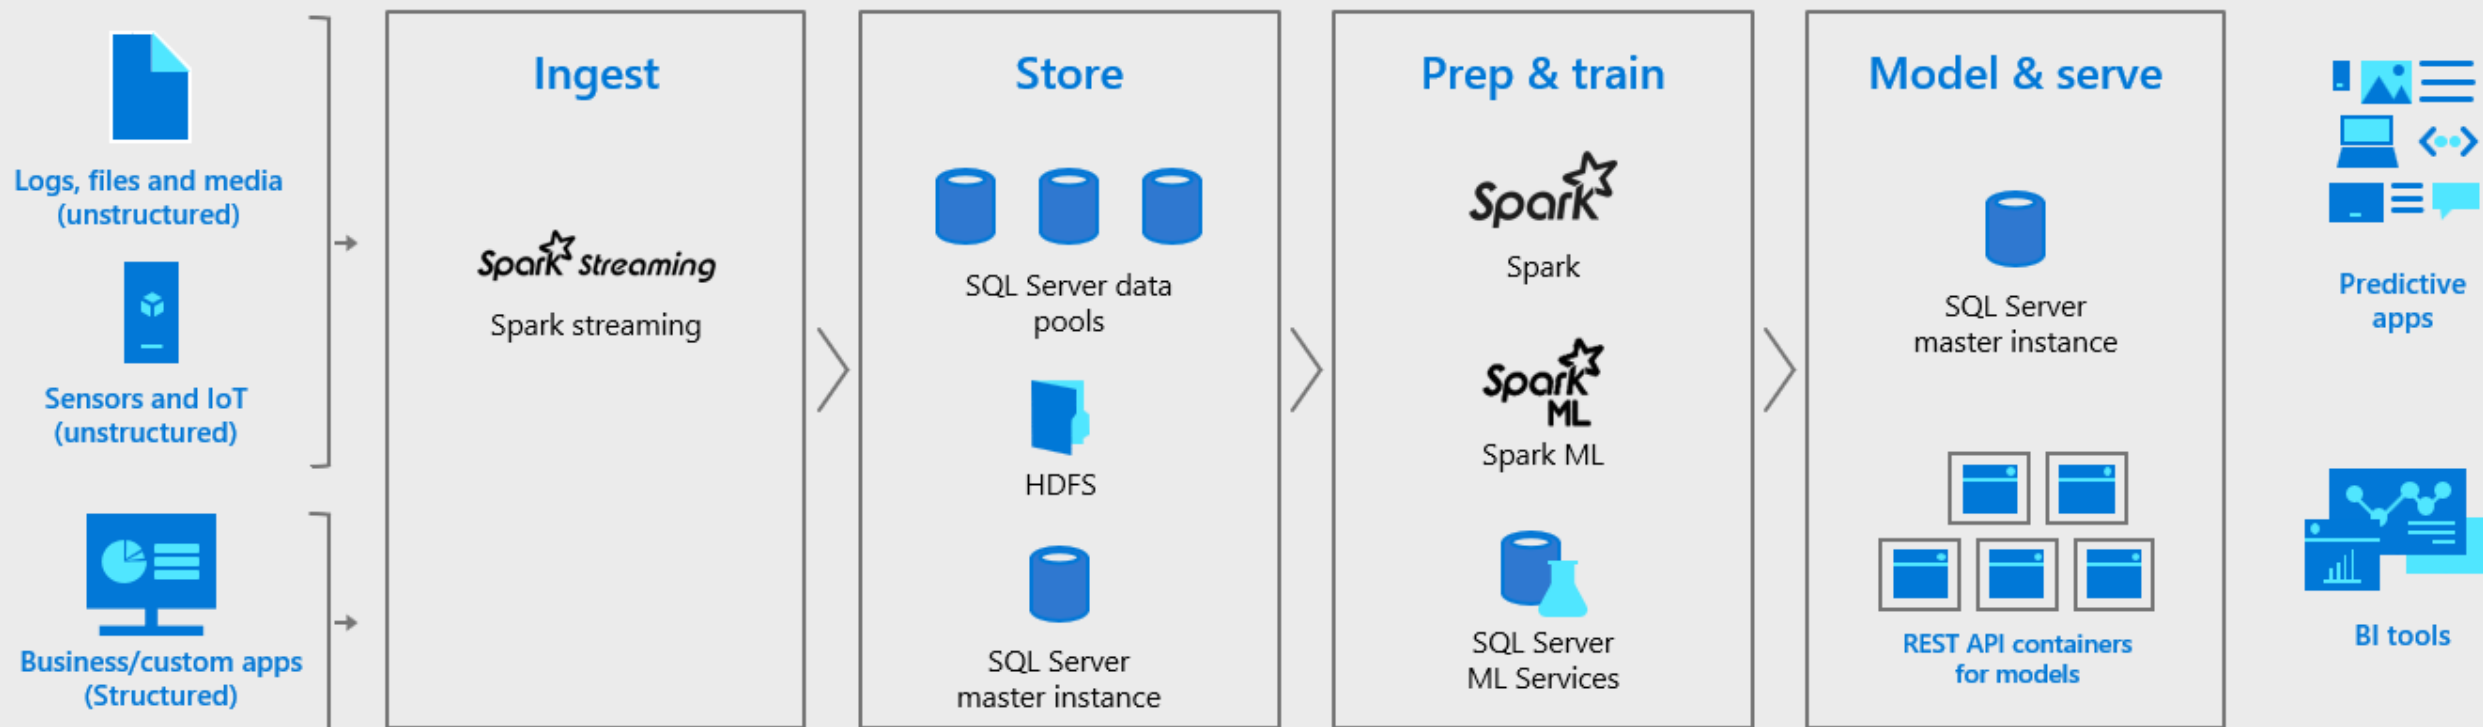 Logs, files and media
(unstructured)
Sensors and IoT
(unstructured)
Business/custom apps
(Structured)
Ingest
Spark Streaming
Spark streaming
Store
SQL Server data
pools
HDFS
SQL Server
master instance
Prep & train
Spark
Spark
Spark
ML
Spark ML
SQL Server
ML Services
Model & serve
SQL Server
master instance
REST API containers
for models
Predictive
apps
BI tools